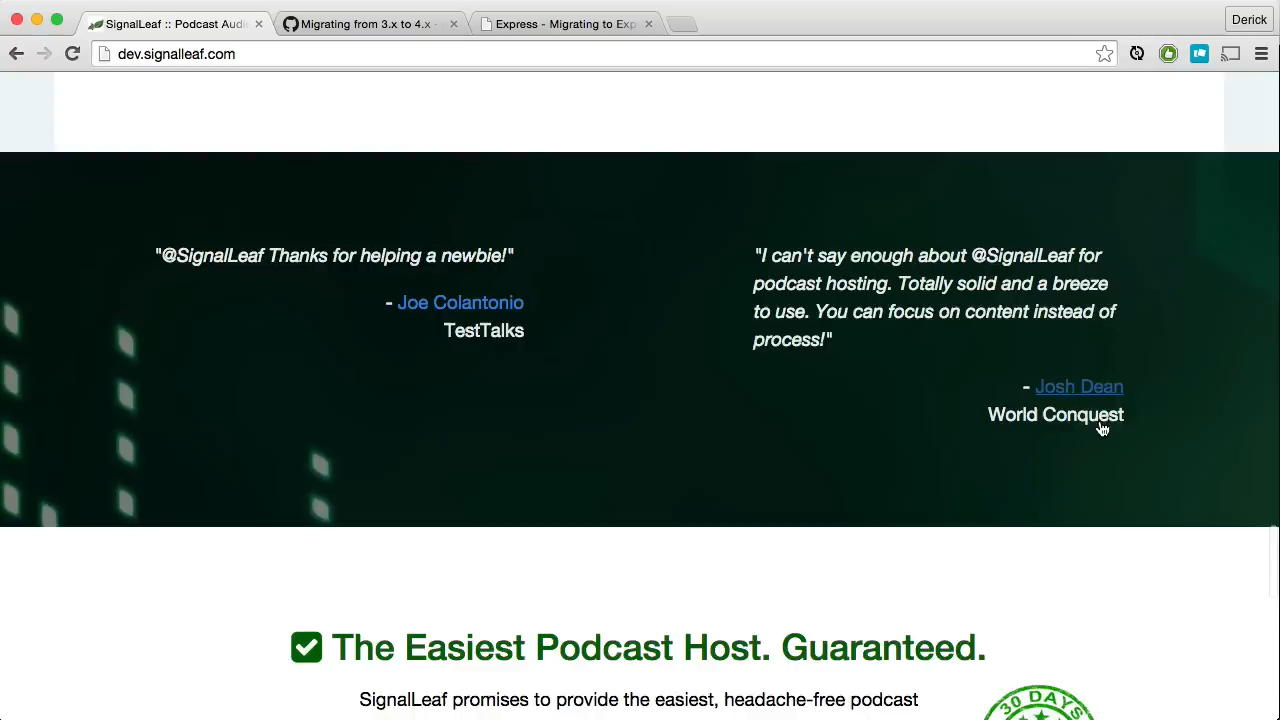 SignalLeaf :: Podcast Audi
Migrating from 3.x to 4.x ·
Express - Migrating to Exp
Derick
dev.signalleaf.com
"@SignalLeaf Thanks for helping a newbie!"
- Joe Colantonio
TestTalks
"I can't say enough about @SignalLeaf for
podcast hosting. Totally solid and a breeze
to use. You can focus on content instead of
process!"
- Josh Dean
World Conquest
The Easiest Podcast Host. Guaranteed.
SignalLeaf promises to provide the easiest, headache-free podcast
30 DAYS